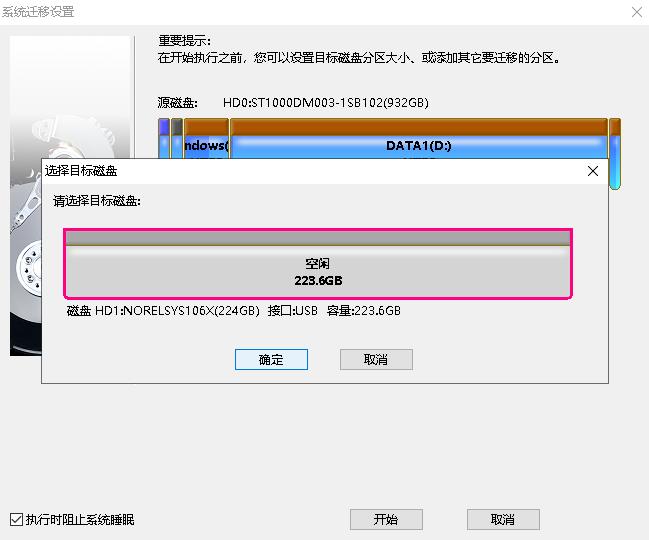 系统迁移设置
重要提示:
在开始执行之前，您可以设置目标磁盘分区大小、或添加其它要迁移的分区。
源磁盘: HD0:ST1000DM003-1SB102(932GB)
ndows( DATA1(D:)
选择目标磁盘
请选择目标磁盘:
空闲
223.6GB
磁盘 HD1:NORELSYS106X(224GB) 接口:USB 容量:223.6GB
确定 取消
执行时阻止系统睡眠 开始 取消